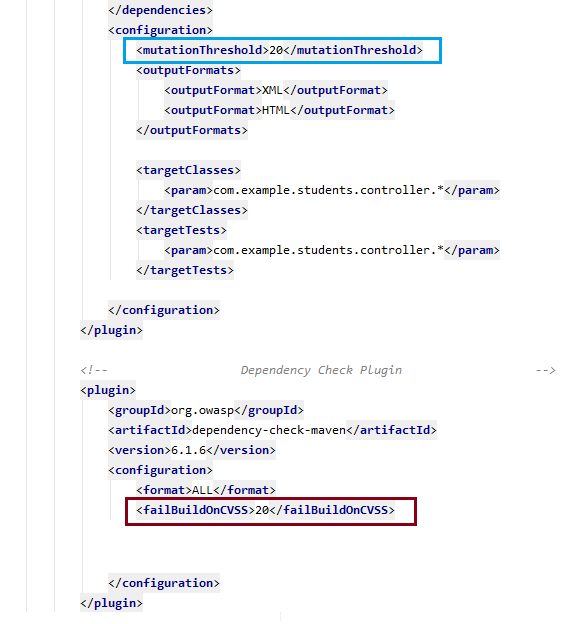 </dependencies>
<configuration>
<mutationThreshold>20</mutationThreshold>
<outputFormats>
<outputFormat>XML</outputFormat>
<outputFormat>HTML</outputFormat>
</outputFormats>
<targetClasses>
<param>com.example.students.controller.*</param>
</targetClasses>
<targetTests>
<param>com.example.students.controller.*</param>
</targetTests>
</configuration>
</plugin>
<!-- Dependency Check Plugin -->
<plugin>
<groupId>org.owasp</groupId>
<artifactId>dependency-check-maven</artifactId>
<version>6.1.6</version>
<configuration>
<format>ALL</format>
<failBuildOnCVSS>20</failBuildOnCVSS>
</configuration>
</plugin>